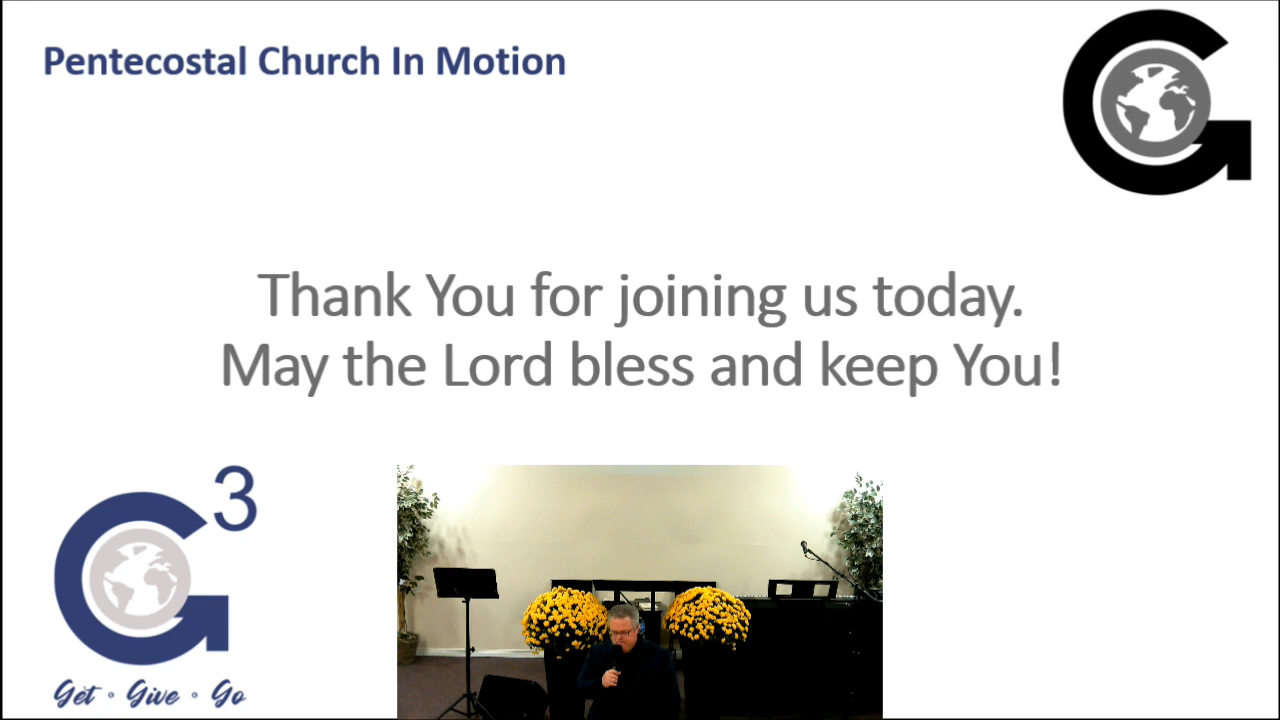 Pentecostal Church In Motion
Thank You for joining us today.
May the Lord bless and keep You!
G3
Get • Give • Go